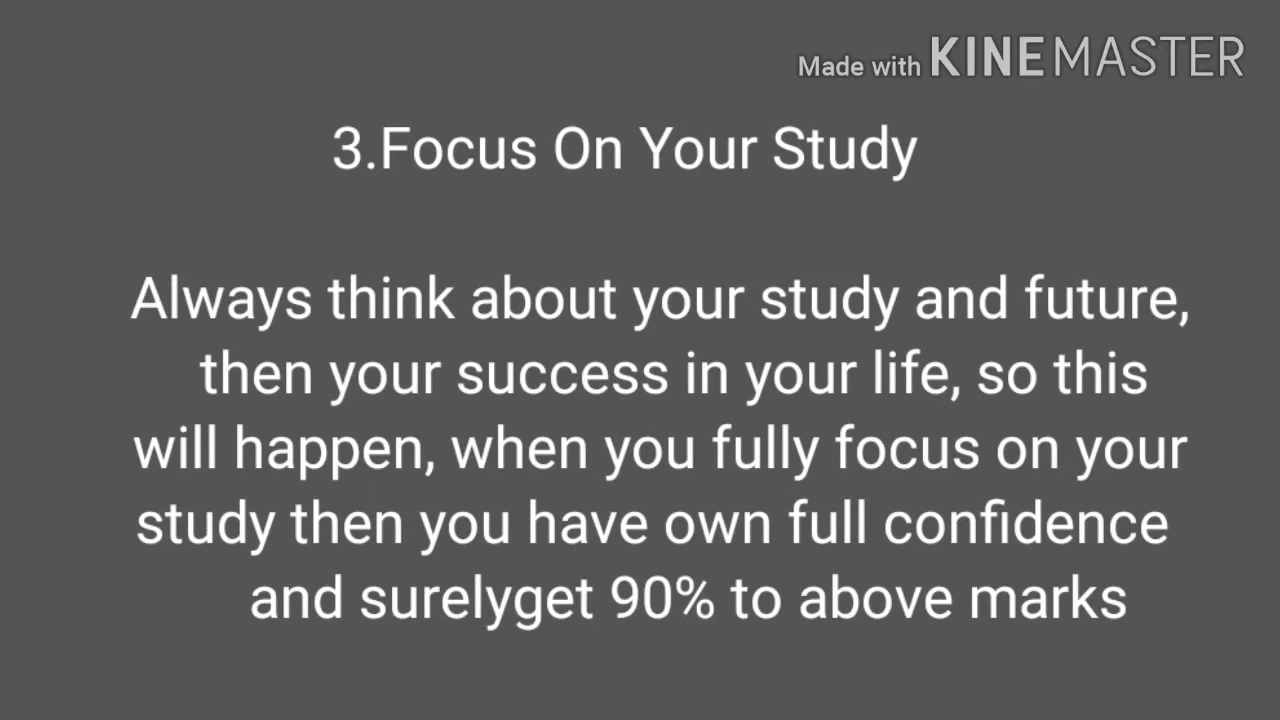 Made with KINEMASTER
3.Focus On Your Study
Always think about your study and future,
then your success in your life, so this
will happen, when you fully focus on your
study then you have own full confidence
and surelyget 90% to above marks